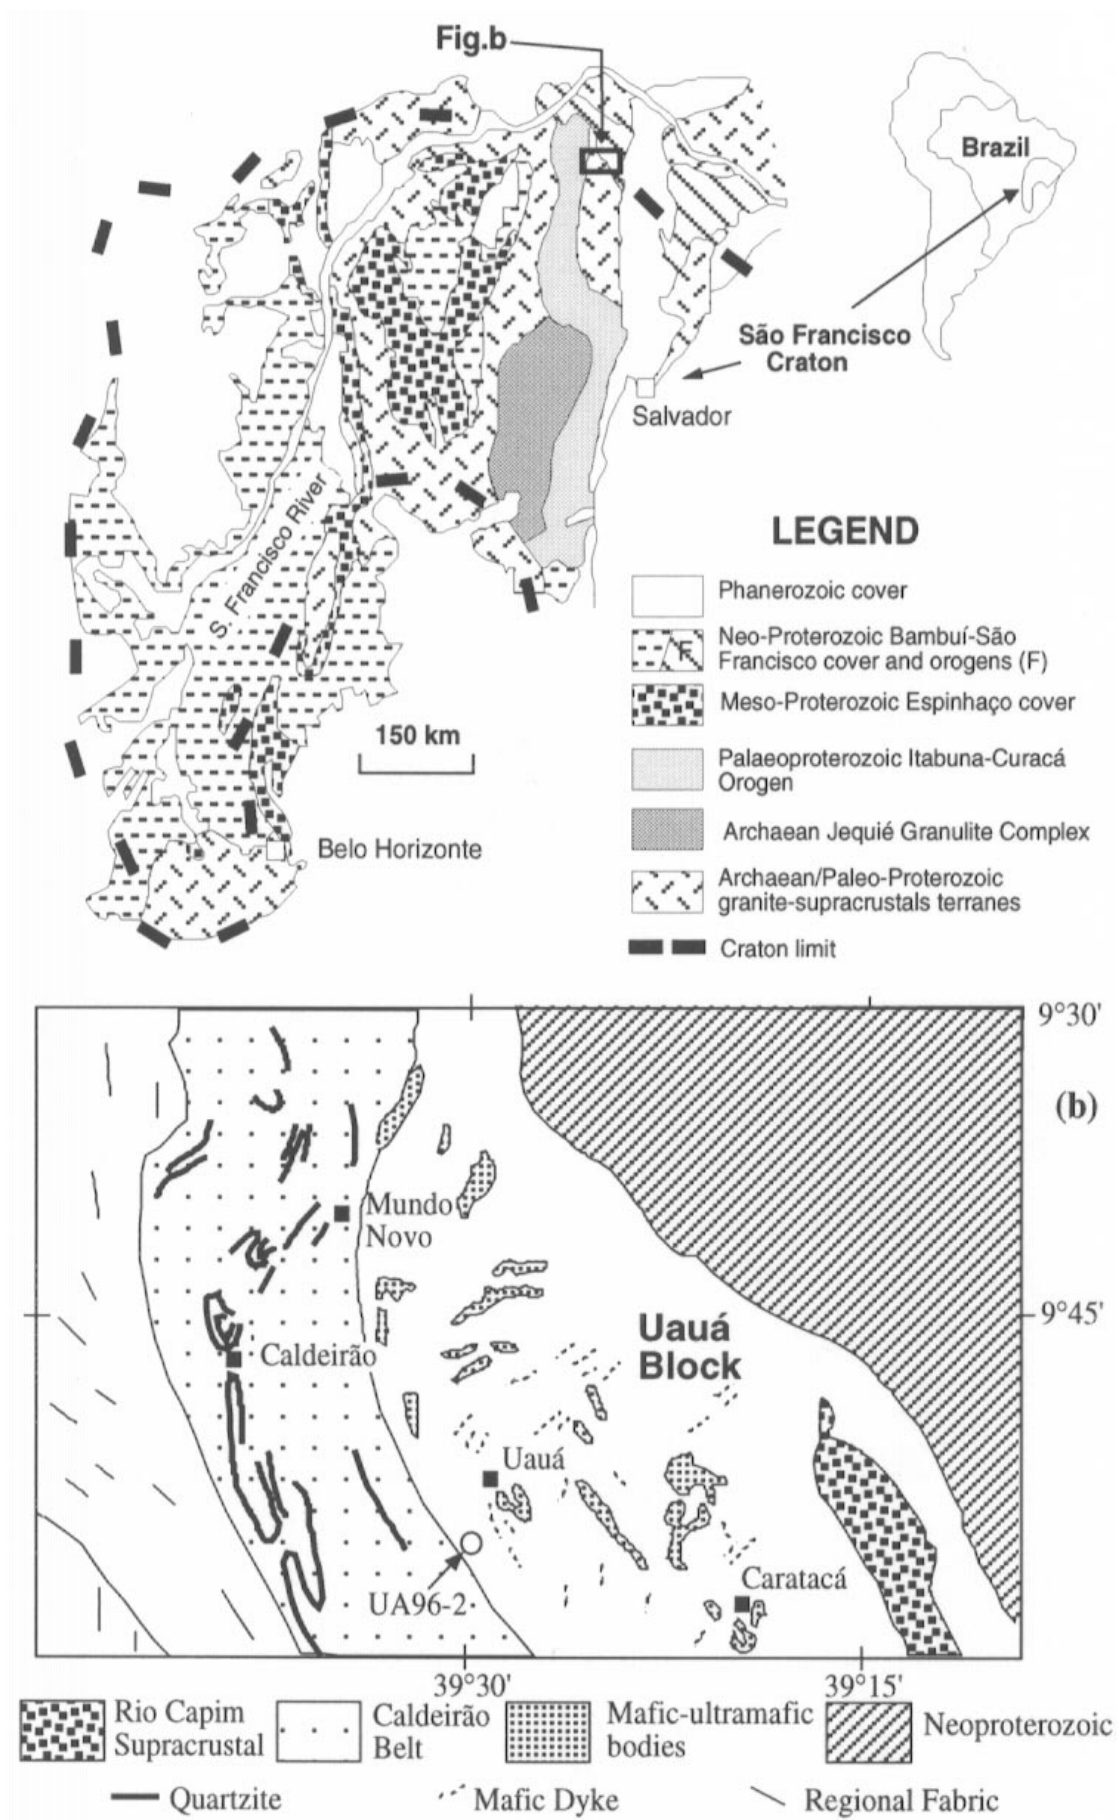 Fig.b
Brazil
São Francisco
Craton
Salvador
S. Francisco River
LEGEND
Phanerozoic cover
F
Neo-Proterozoic Bambuí-São
Francisco cover and orogens (F)
Meso-Proterozoic Espinhaço cover
150 km
Palaeoproterozoic Itabuna-Curacá
Orogen
Archaean Jequié Granulite Complex
Belo Horizonte
Archaean/Paleo-Proterozoic
granite-supracrustals terranes
Craton limit
9°30'
(b)
Mundo
Novo
9°45'
Uauá
Block
Caldeirão
Uauá
Caratacá
UA96-2
39°30'
39°15'
Rio Capim
Supracrustal
Caldeirão
Belt
Mafic-ultramafic
bodies
Neoproterozoic
Quartzite
Mafic Dyke
Regional Fabric